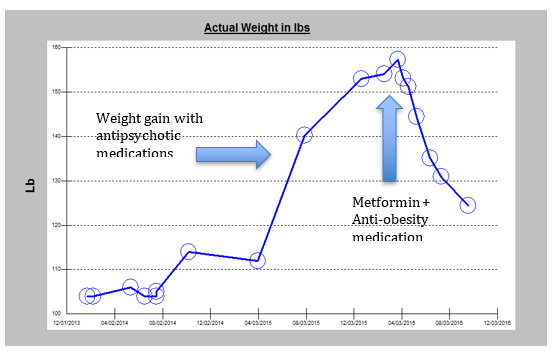 Actual Weight in lbs
160
150
Weight gain with
antipsychotic
medications
140
130
Lb
Metformin +
Anti-obesity
medication
120
110
100
12/01/2013 04/02/2014 08/02/2014 12/02/2014 04/03/2015 08/03/2015 12/03/2015 04/03/2016 08/03/2016 12/03/2016